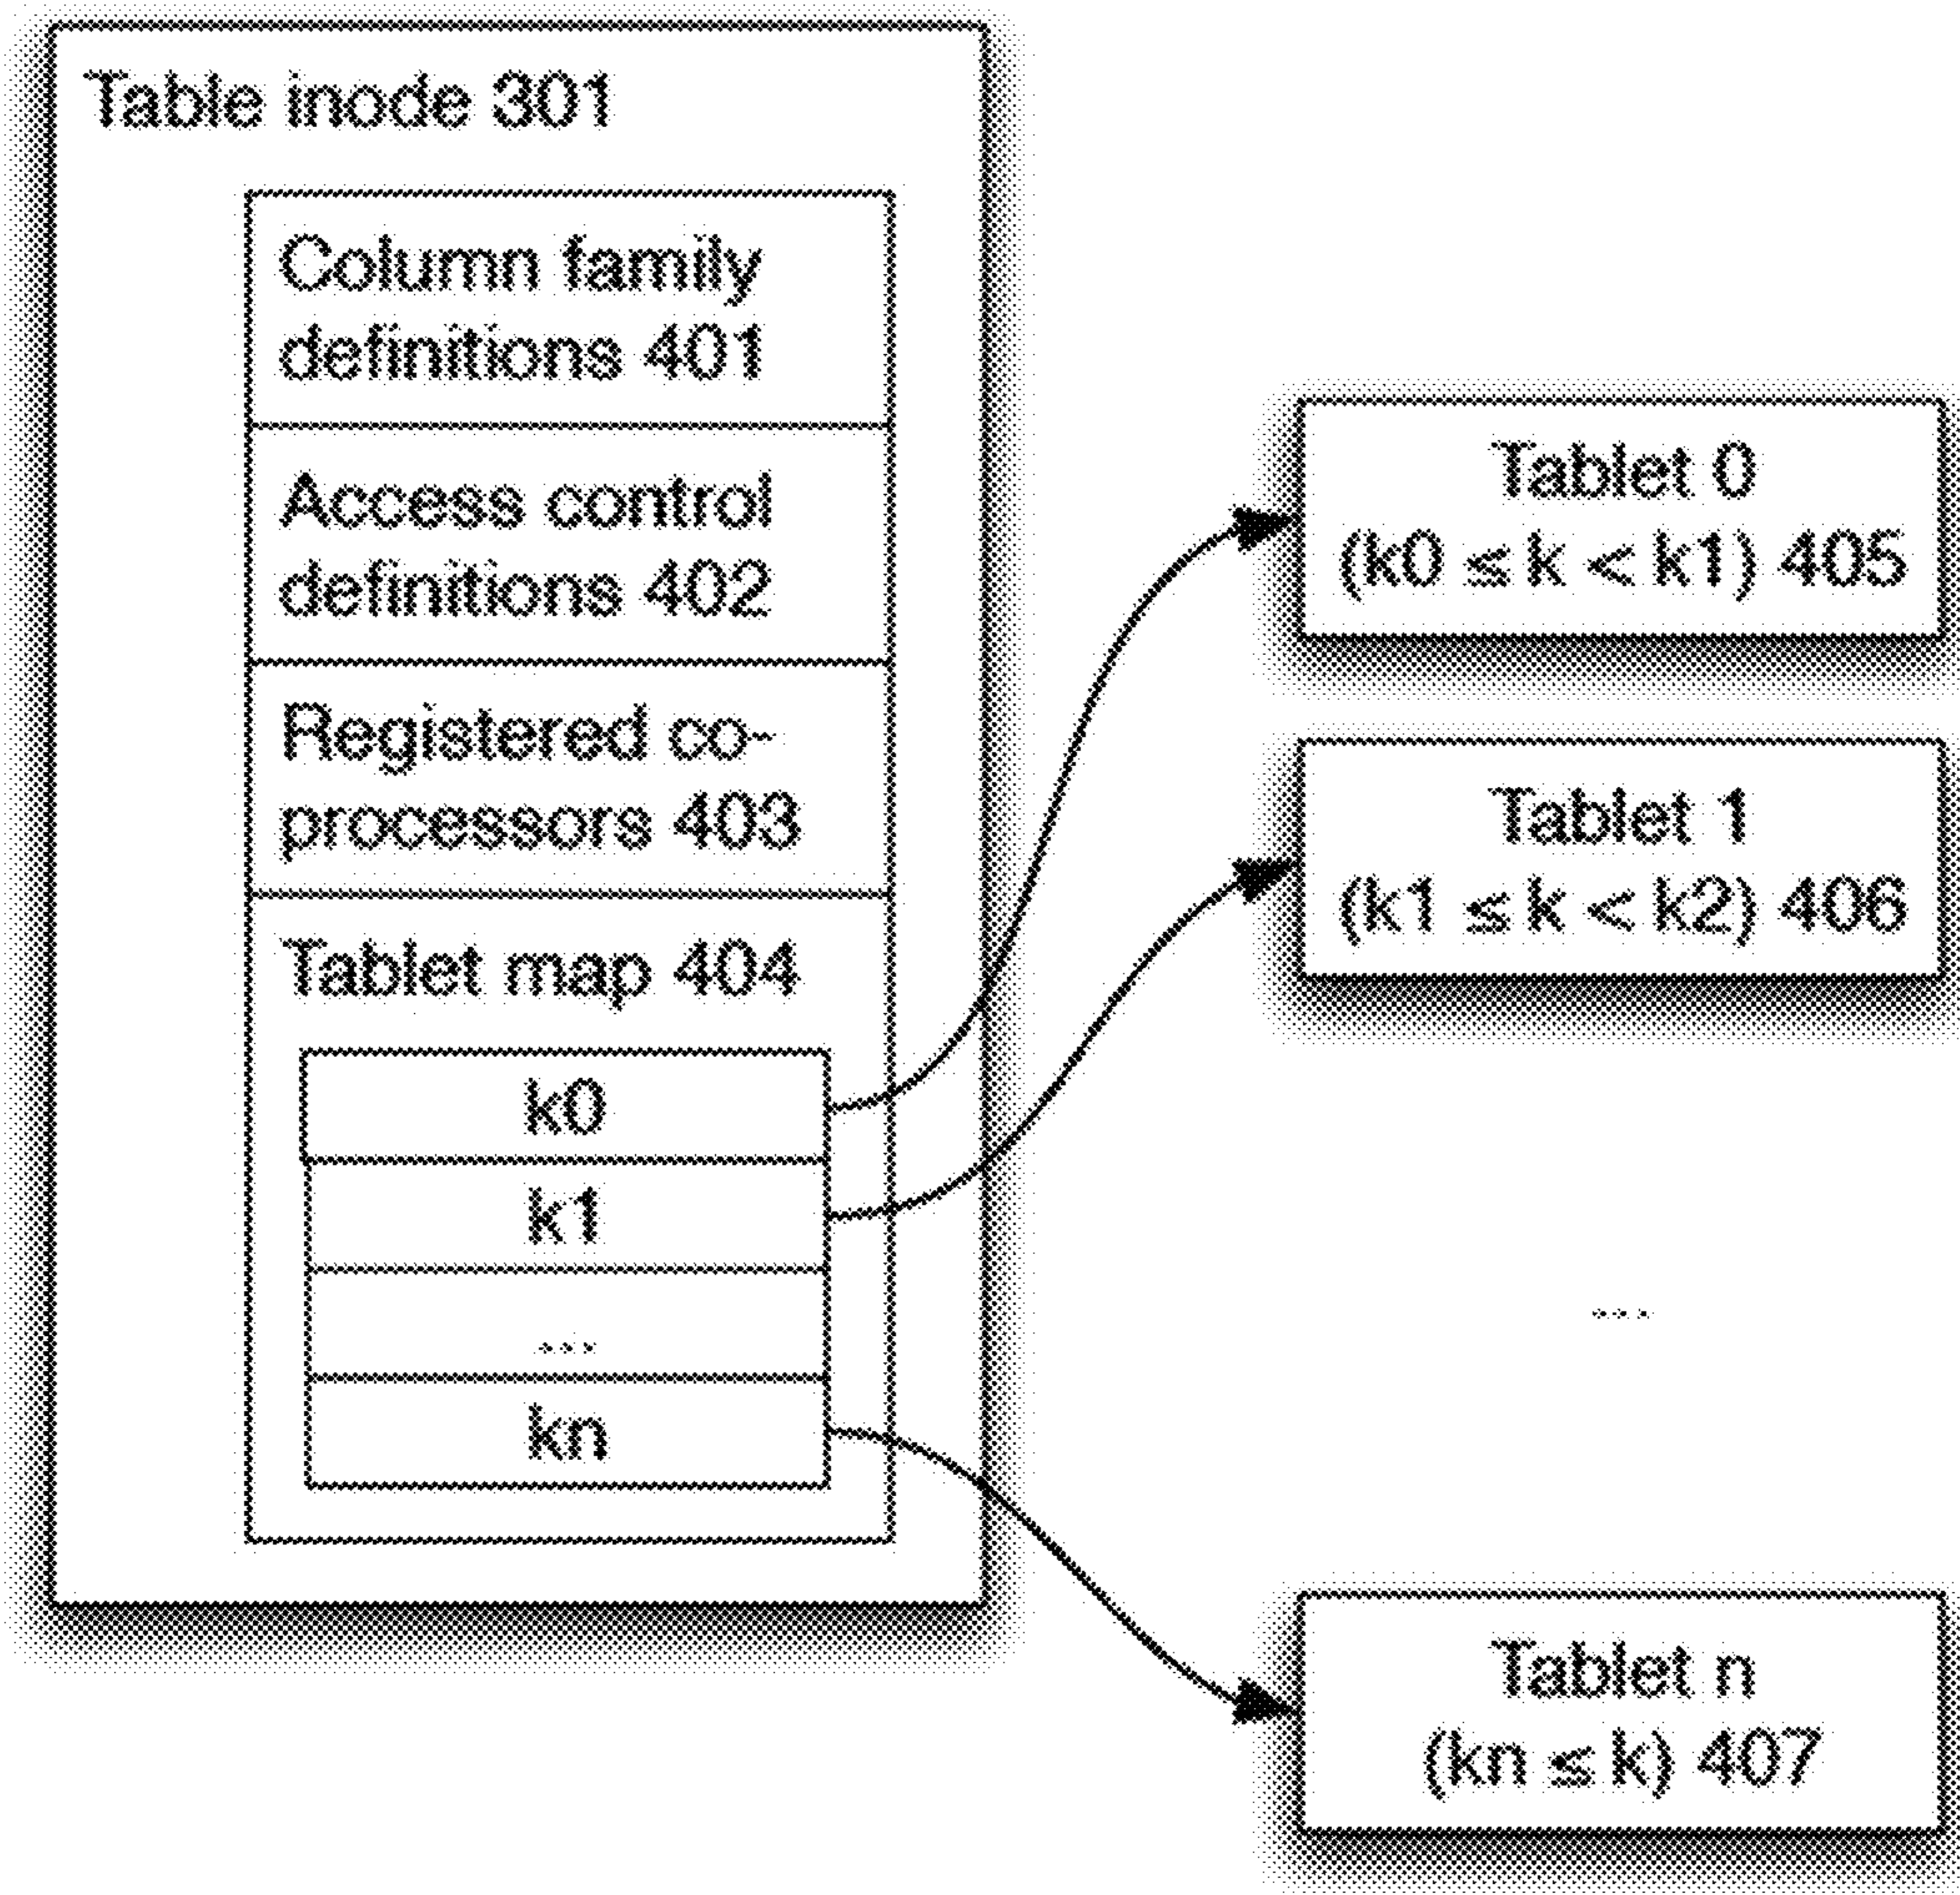 Table inode 301
Column family
definitions 401
Access control
definitions 402
Registered co-
processors 403
Tablet map 404
k0
k1
...
kn
Tablet 0
(k0 ≤ k < k1) 405
Tablet 1
(k1 ≤ k < k2) 406
...
Tablet n
(kn ≤ k) 407